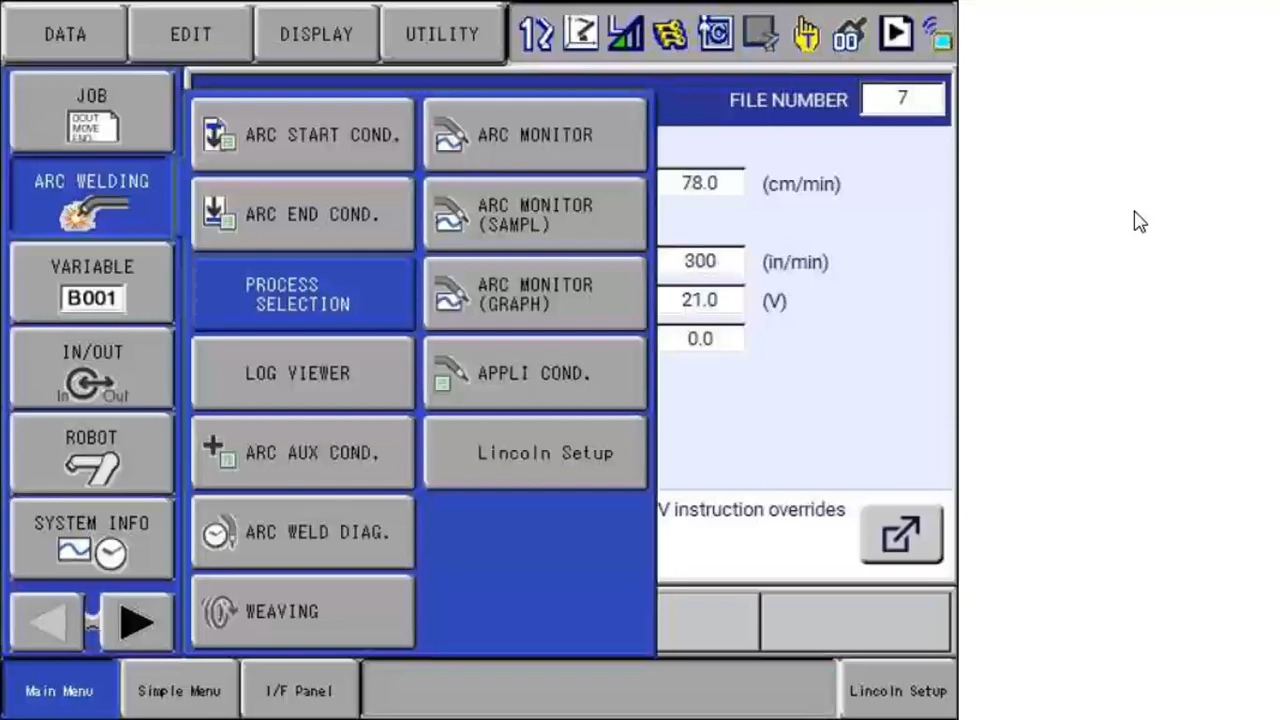 DATA
EDIT
DISPLAY
UTILITY
JOB
DOUT
MOVE
END
ARC WELDING
VARIABLE
B001
IN/OUT
In
Out
ROBOT
SYSTEM INFO
ARC START COND.
ARC END COND.
PROCESS
SELECTION
LOG VIEWER
ARC AUX COND.
ARC WELD DIAG.
WEAVING
ARC MONITOR
ARC MONITOR
(SAMPL)
ARC MONITOR
(GRAPH)
APPLI COND.
Lincoln Setup
FILE NUMBER 7
78.0 (cm/min)
300 (in/min)
21.0 (V)
0.0
V instruction overrides
Main Menu
Simple Menu
I/F Panel
Lincoln Setup